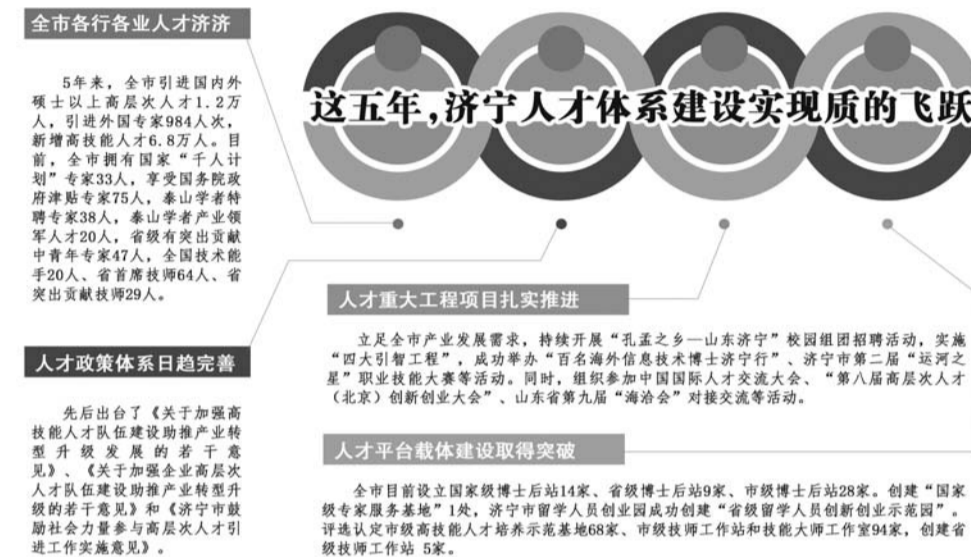 这五年,济宁人才体系建设实现质的飞跃
全市各行各业人才济济
5年来，全市引进国内外
硕士以上高层次人才1.2万
人，引进外国专家984人次，
新增高技能人才6.8万人。目
前，全市拥有国家“千人计
划”专家33人，享受国务院政
府津贴专家75人，泰山学者特
聘专家38人，泰山学者产业领
军人才20人，省级有突出贡献
中青年专家47人，全国技术能
手20人、省首席技师64人、省
突出贡献技师29人。
人才政策体系日趋完善
先后出台了《关于加强高
技能人才队伍建设助推产业转
型升级发展的若干意
见》、《关于加强企业高层次
人才队伍建设助推产业转型升
级的若干意见》和《济宁市鼓
励社会力量参与高层次人才引
进工作实施意见》。
人才重大工程项目扎实推进
立足全市产业发展需求，持续开展“孔孟之乡—山东济宁”校园组团招聘活动，实施
“四大引智工程”，成功举办“百名海外信息技术博士济宁行”、济宁市第二届“运河之
星”职业技能大赛等活动。同时，组织参加中国国际人才交流大会、“第八届高层次人才
（北京）创新创业大会”、山东省第九届“海洽会”对接交流等活动。
人才平台载体建设取得突破
全市目前设立国家级博士后站14家、省级博士后站9家、市级博士后站28家。创建“国家
级专家服务基地”1处，济宁市留学人员创业园成功创建“省级留学人员创新创业示范园”。
评选认定市级高技能人才培养示范基地68家、市级技师工作站和技能大师工作室94家，创建省
级技师工作站 5家。